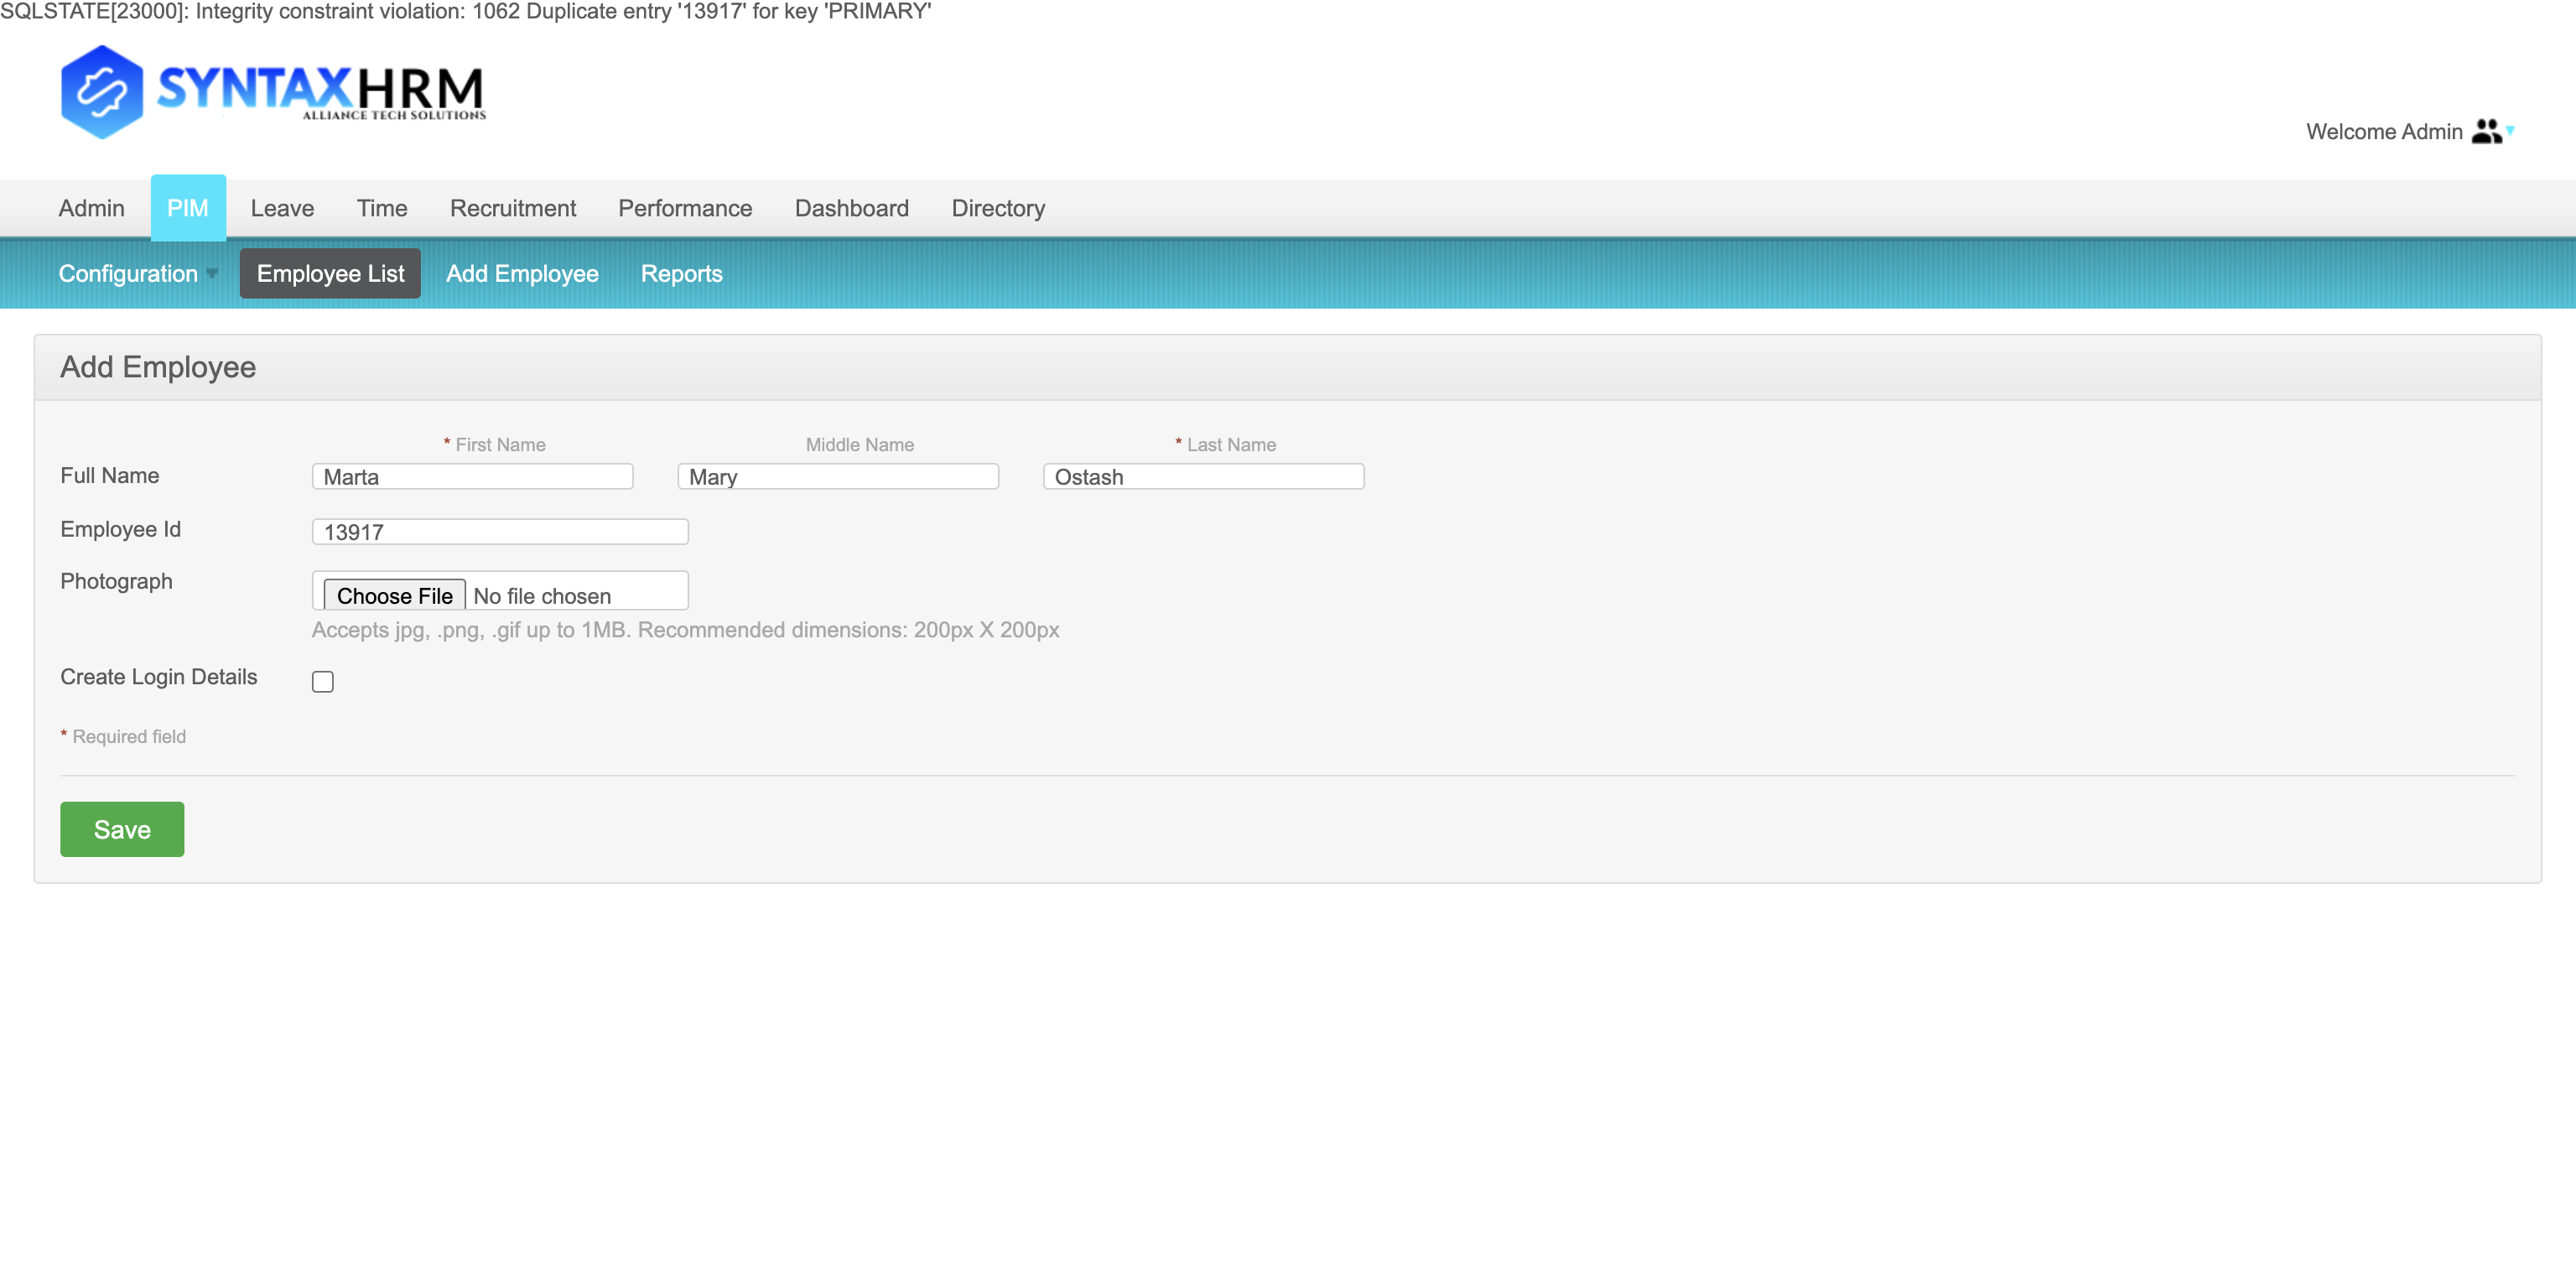 SQLSTATE[23000]: Integrity constraint violation: 1062 Duplicate entry '13917' for key 'PRIMARY'
SYNTAXHRM
ALLIANCE TECH SOLUTIONS
Welcome Admin
Admin PIM Leave Time Recruitment Performance Dashboard Directory
Configuration Employee List Add Employee Reports
Add Employee
* First Name Middle Name * Last Name
Full Name Marta Mary Ostash
Employee Id 13917
Photograph Choose File No file chosen
Accepts jpg, .png, .gif up to 1MB. Recommended dimensions: 200px X 200px
Create Login Details
* Required field
Save